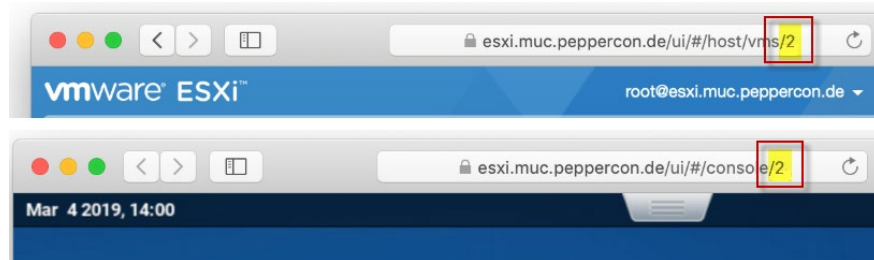 esxi.muc.peppercon.de/ui/#/host/vms/2
vmware ESXi™
root@esxi.muc.peppercon.de
esxi.muc.peppercon.de/ui/#/console/2
Mar 4 2019, 14:00